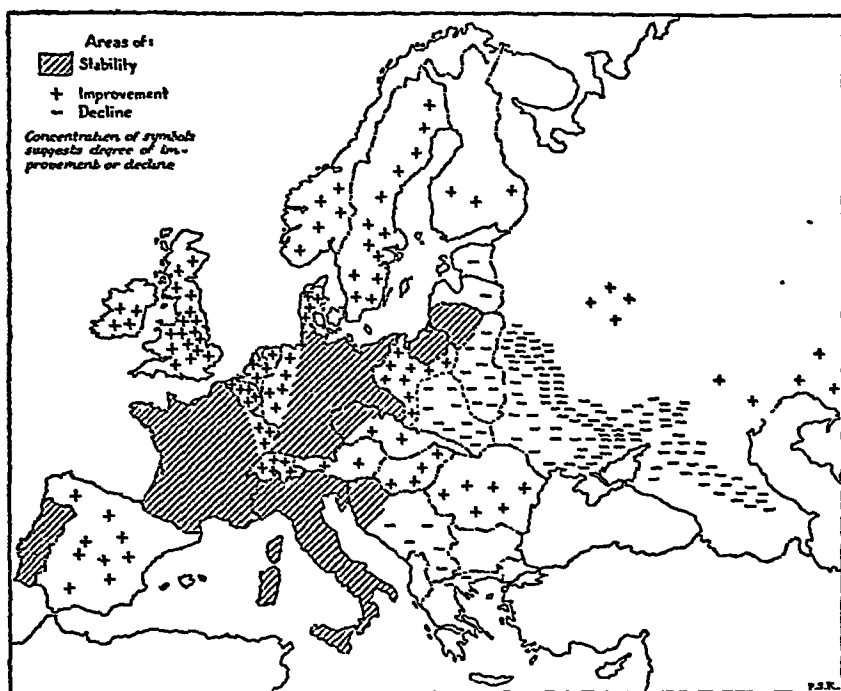 Areas of:
Stability
+ Improvement
- Decline
Concentration of symbols
suggests degree of im-
provement or decline
P.S.K.